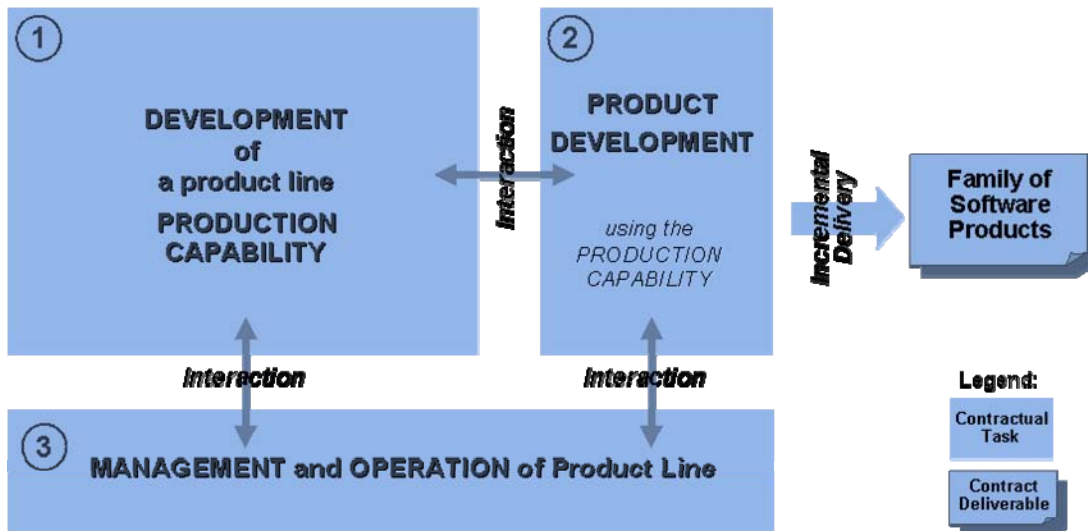 1
DEVELOPMENT
of
a product line
PRODUCTION
CAPABILITY
Interaction
2
PRODUCT
DEVELOPMENT
using the
PRODUCTION
CAPABILITY
Incremental
Delivery
Family of
Software
Products
Interaction
Interaction
3
MANAGEMENT and OPERATION of Product Line
Legend:
Contractual
Task
Contract
Deliverable